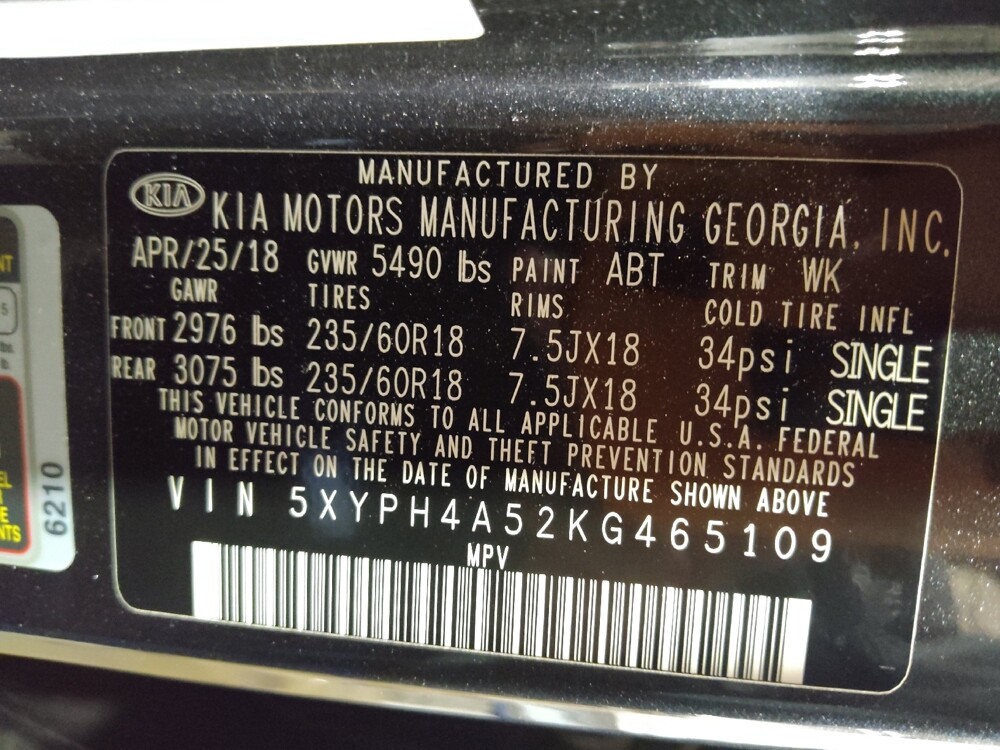 MANUFACTURED BY
KIA
KIA MOTORS MANUFACTURING GEORGIA, INC.
APR/25/18 GVWR 5490 lbs PAINT ABT TRIM WK
GAWR TIRES RIMS COLD TIRE INFL
FRONT 2976 lbs 235/60R18 7.5JX18 34psi SINGLE
REAR 3075 lbs 235/60R18 7.5JX18 34psi SINGLE
THIS VEHICLE CONFORMS TO ALL APPLICABLE U.S.A. FEDERAL
MOTOR VEHICLE SAFETY AND THEFT PREVENTION STANDARDS
IN EFFECT ON THE DATE OF MANUFACTURE SHOWN ABOVE
VIN 5XYPH4A52KG465109
MPV
6210